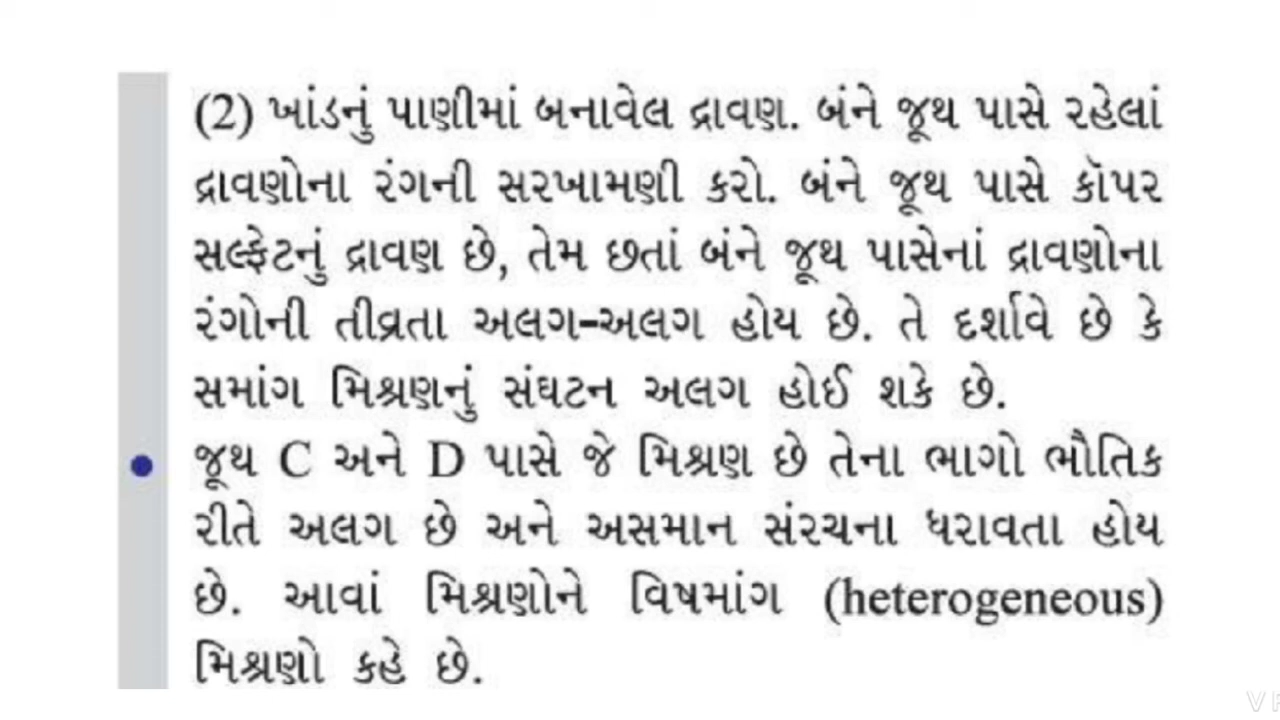 (2) ખાંડનું પાણીમાં બનાવેલ દ્રાવણ. બંને જૂથ પાસે રહેલાં
દ્રાવણોના રંગની સરખામણી કરો. બંને જૂથ પાસે કૉપર
સલ્ફેટનું દ્રાવણ છે, તેમ છતાં બંને જૂથ પાસેનાં દ્રાવણોના
રંગોની તીવ્રતા અલગ-અલગ હોય છે. તે દર્શાવે છે કે
સમાંગ મિશ્રણનું સંઘટન અલગ હોઈ શકે છે.
• જૂથ C અને D પાસે જે મિશ્રણ છે તેના ભાગો ભૌતિક
રીતે અલગ છે અને અસમાન સંરચના ધરાવતા હોય
છે. આવાં મિશ્રણોને વિષમાંગ (heterogeneous)
મિશ્રણો કહે છે.